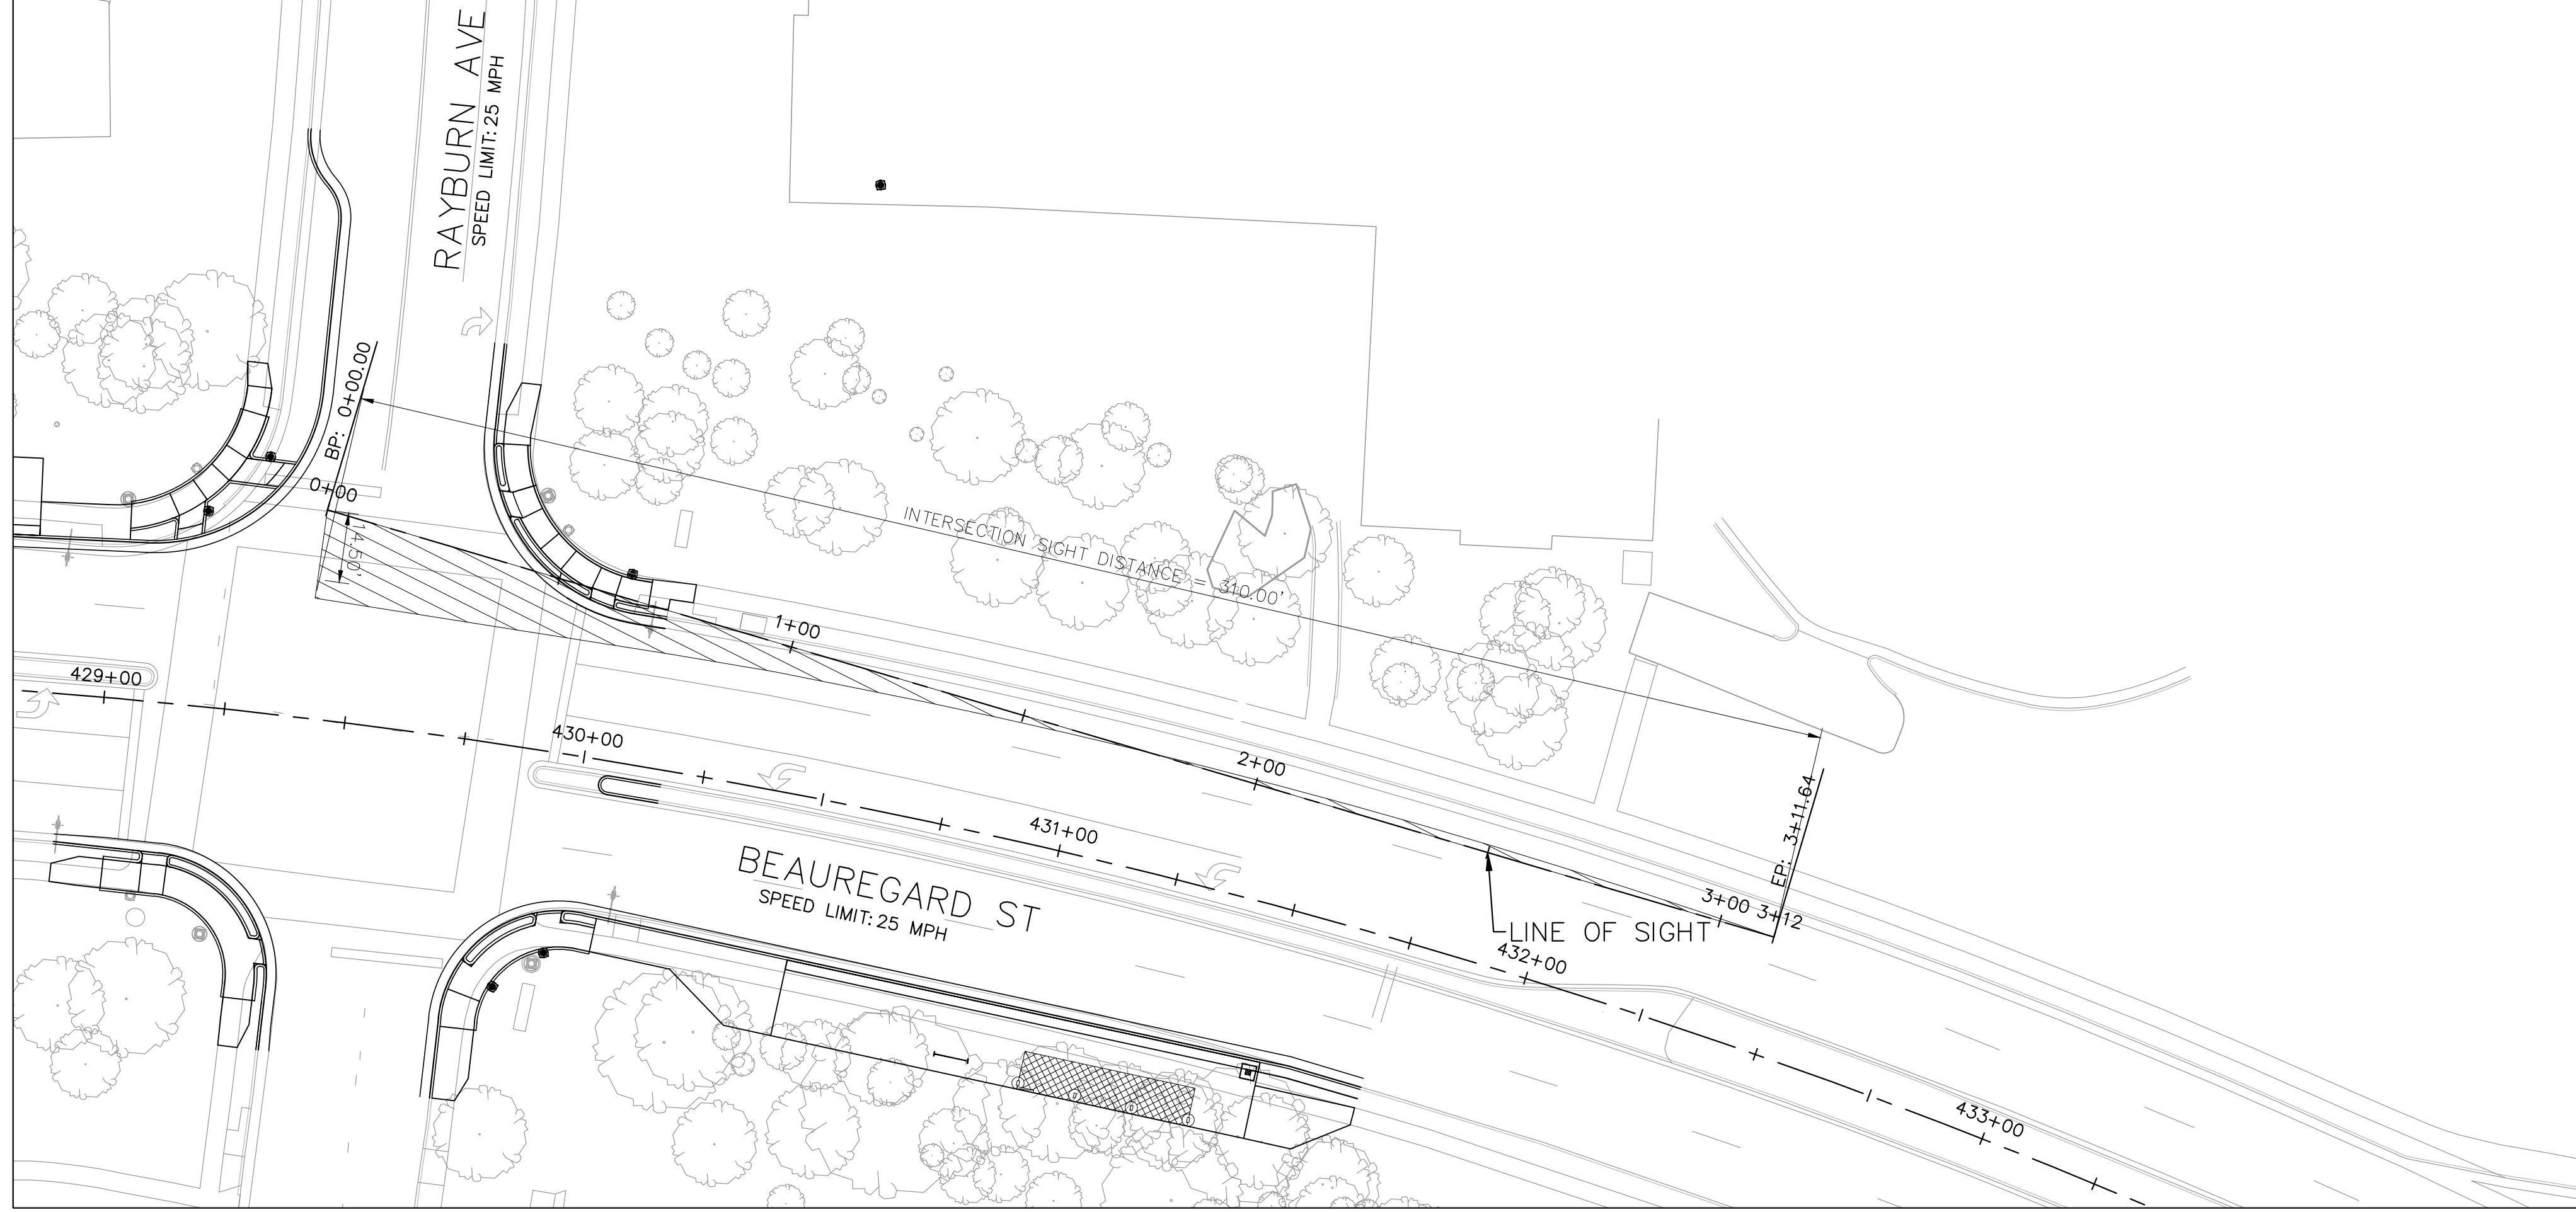 RAYBURN AVE
SPEED LIMIT: 25 MPH
BP: 0+00.00
0+00
14.50'
INTERSECTION SIGHT DISTANCE = 310.00'
1+00
429+00
430+00
2+00
431+00
EP: 3+11.64
BEAUREGARD ST
SPEED LIMIT: 25 MPH
3+00 3+12
LINE OF SIGHT
432+00
433+00